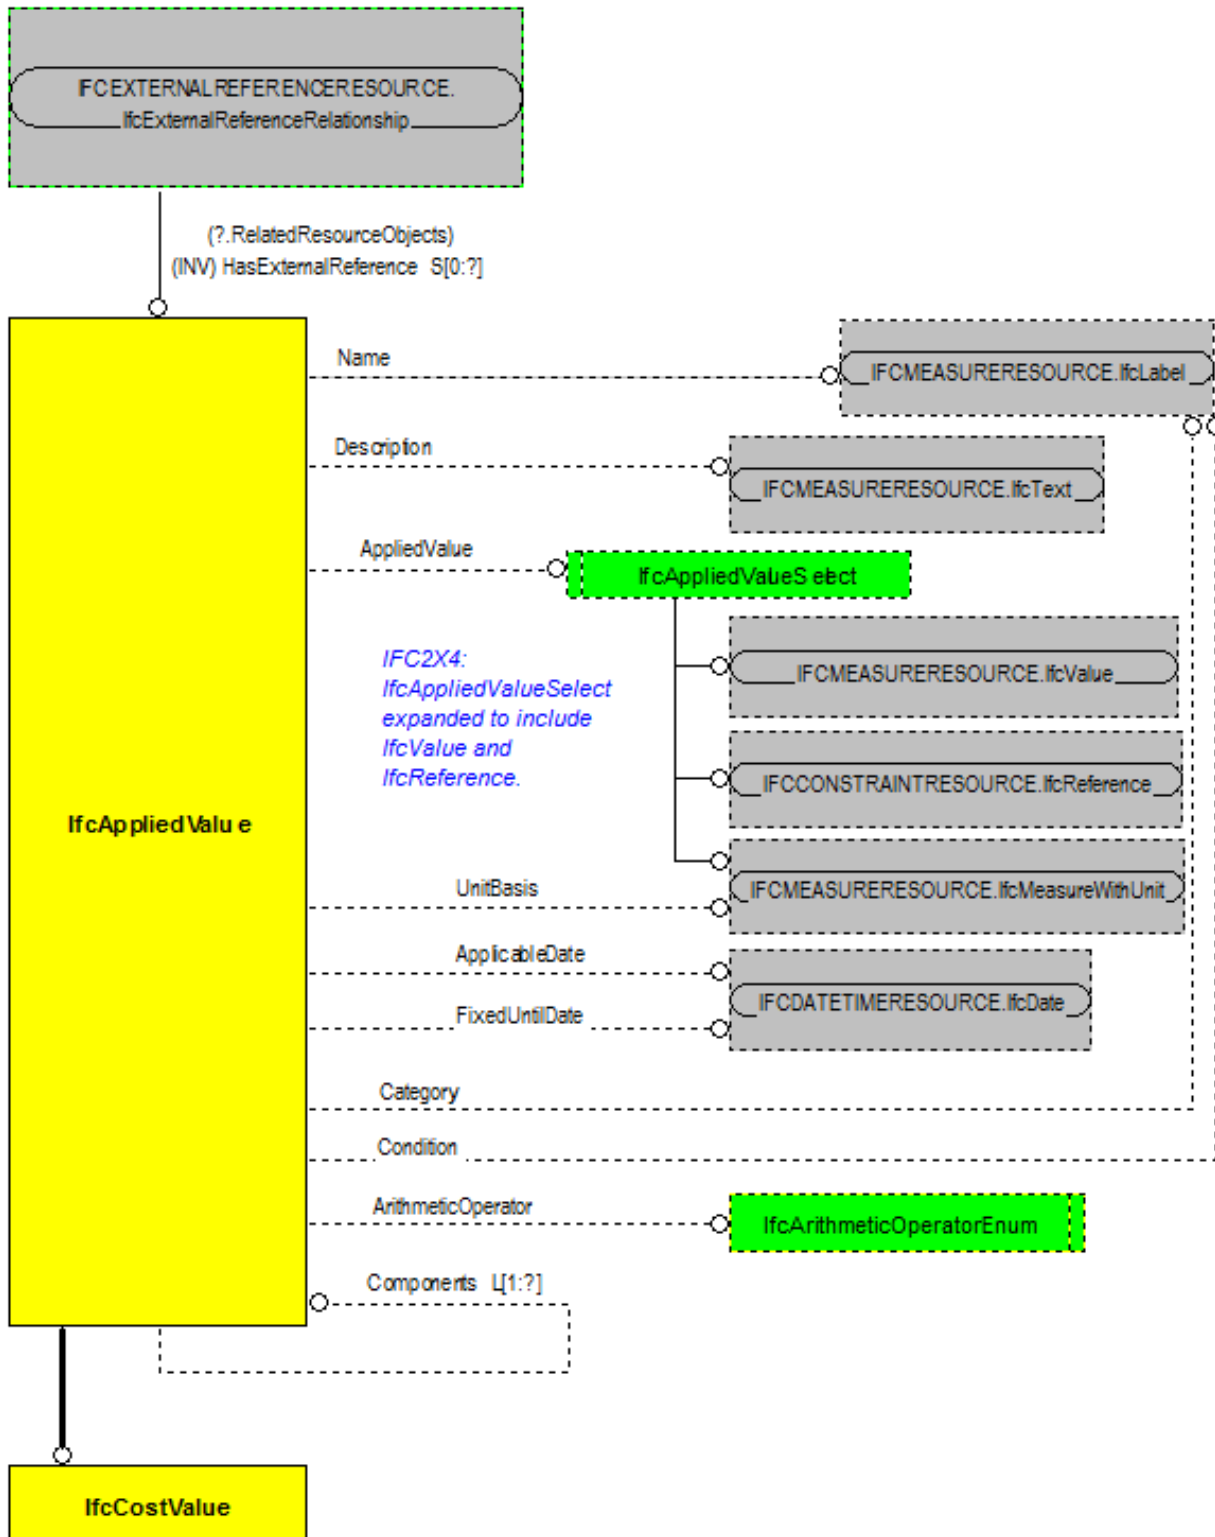 IFCEXTERNALREFERENCERESOURCE.
IfcExternalReferenceRelationship
(?.RelatedResourceObjects)
(INV) HasExternalReference S[0:?]
Name
IFCMEASURERESOURCE.IfcLabel
Description
IFCMEASURERESOURCE.IfcText
AppliedValue
IfcAppliedValueSelect
IFC2X4:
IfcAppliedValueSelect
expanded to include
IfcValue and
IfcReference.
IFCMEASURERESOURCE.IfcValue
IFCCONSTRAINTRESOURCE.IfcReference
IfcAppliedValue
UnitBasis
IFCMEASURERESOURCE.IfcMeasureWithUnit
ApplicableDate
IFCDATETIMERESOURCE.IfcDate
FixedUntilDate
Category
Condition
ArithmeticOperator
IfcArithmeticOperatorEnum
Components L[1:?]
IfcCostValue